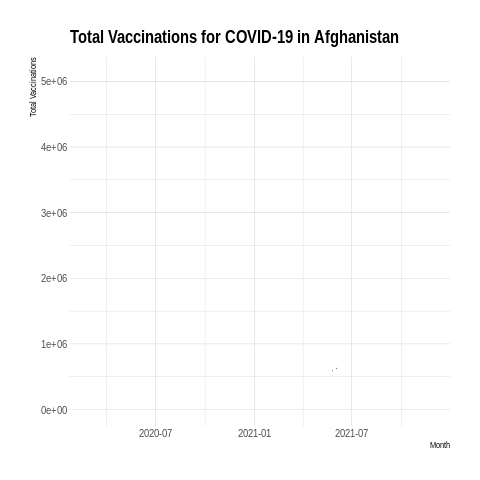 Total Vaccinations for COVID-19 in Afghanistan
Total Vaccinations
5e+06
4e+06
3e+06
2e+06
1e+06
0e+00
2020-07 2021-01 2021-07
Month